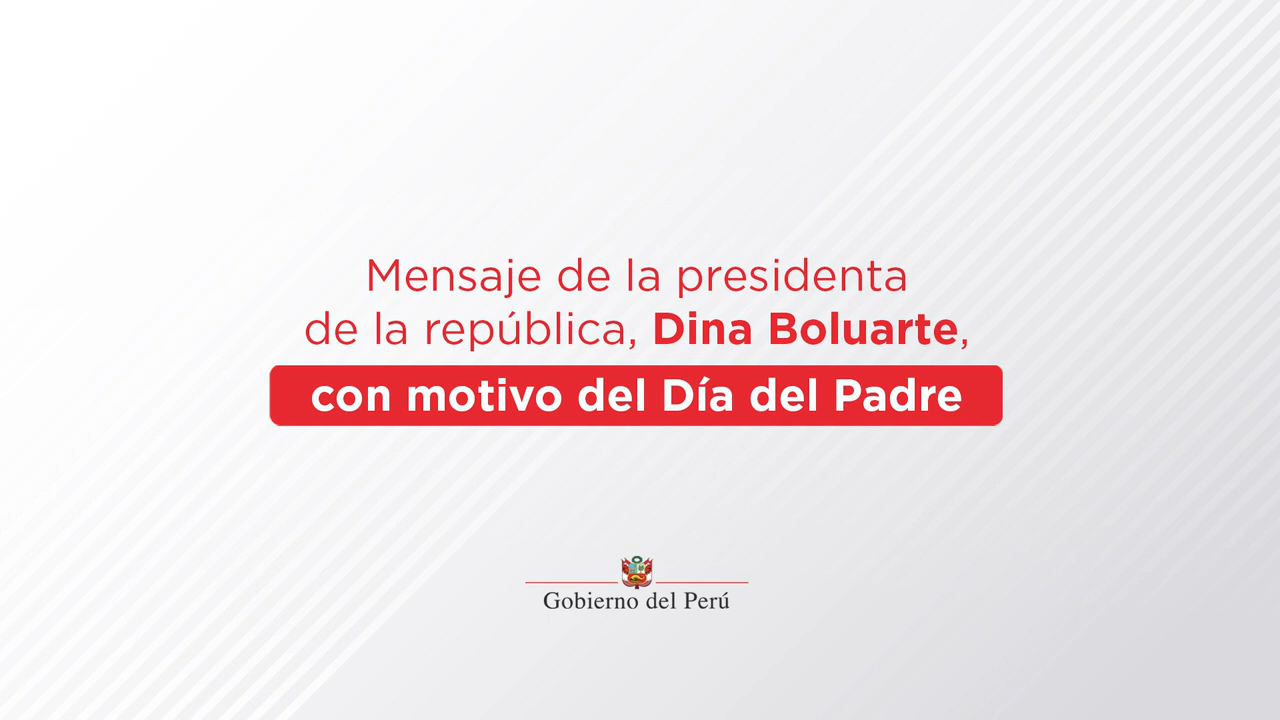 Mensaje de la presidenta
de la república, Dina Boluarte,
con motivo del Día del Padre
Gobierno del Perú